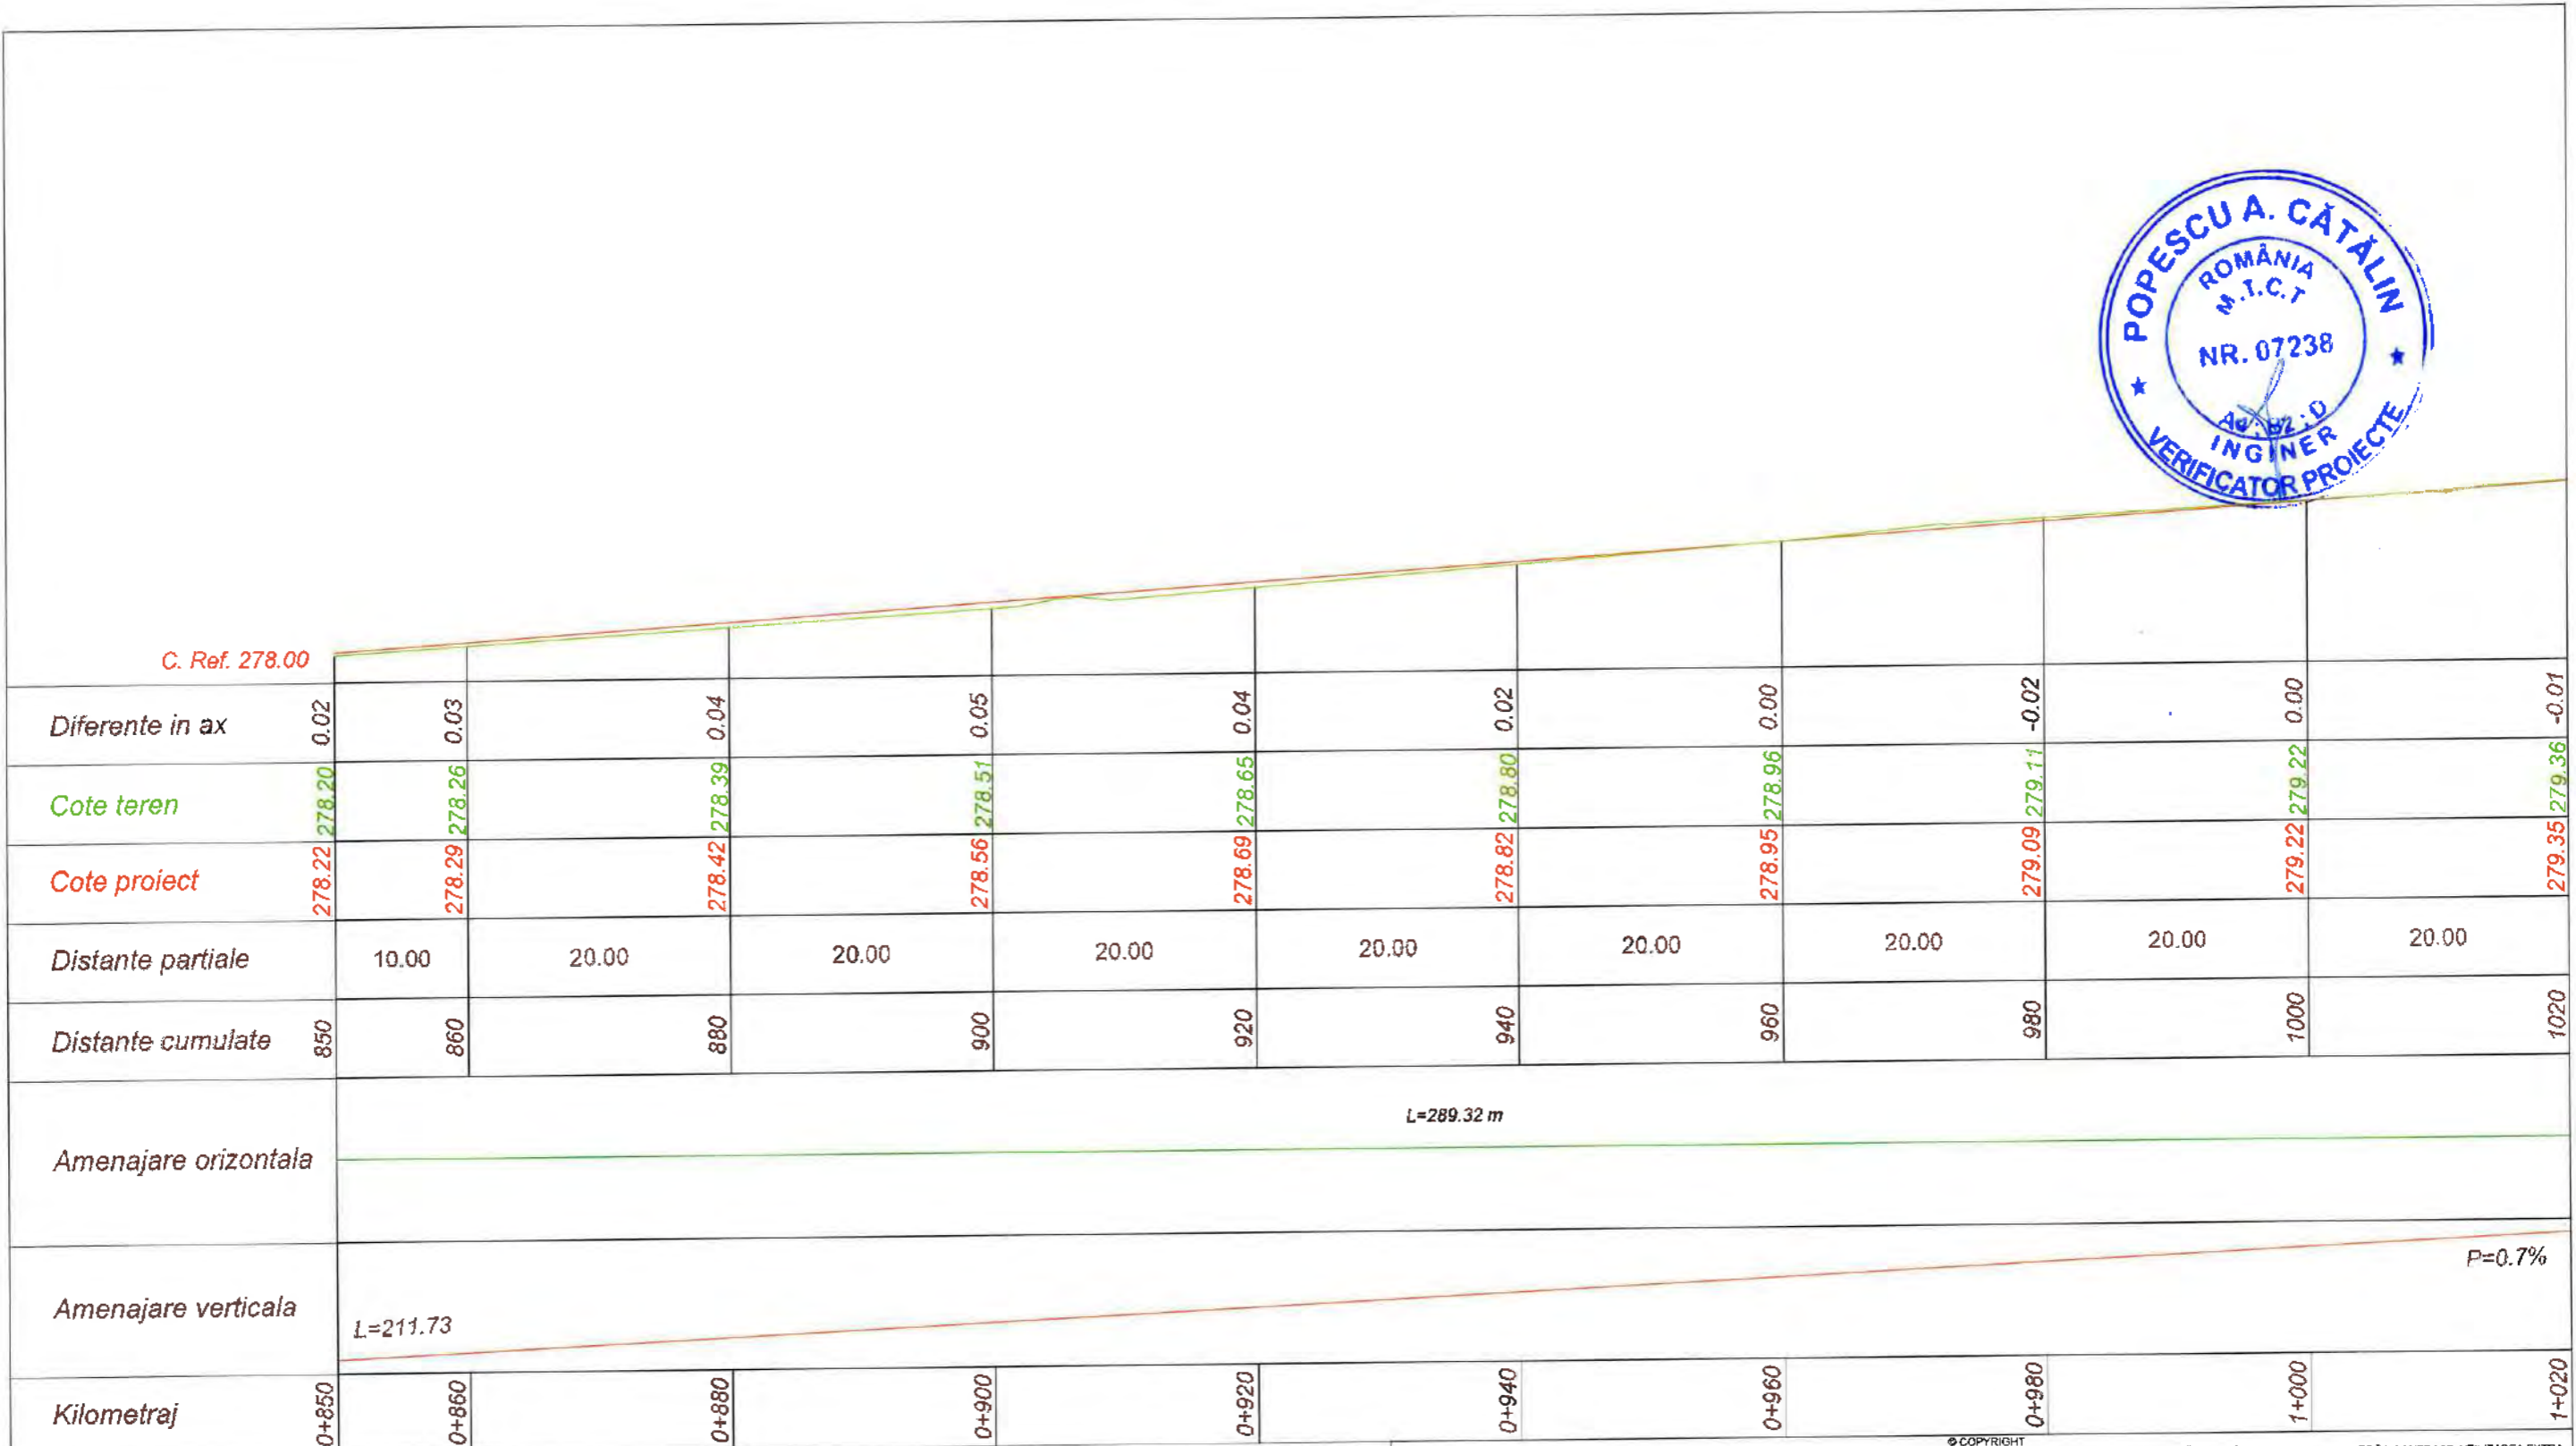 POPESCU A. CĂTĂLIN
ROMÂNIA
M.T.C.T
NR. 07238
INGINER
VERIFICATOR PROIECTE
C. Ref. 278.00
Diferente in ax 0.02 0.03 0.04 0.05 0.04 0.02 0.00 -0.02 0.00 -0.01
Cote teren 278.20 278.26 278.39 278.51 278.65 278.80 278.96 279.11 279.22 279.36
Cote proiect 278.22 278.29 278.42 278.56 278.69 278.82 278.95 279.09 279.22 279.35
Distante partiale 10.00 20.00 20.00 20.00 20.00 20.00 20.00 20.00 20.00
Distante cumulate 850 860 880 900 920 940 960 980 1000 1020
L=289.32 m
Amenajare orizontala
P=0.7%
Amenajare verticala
L=211.73
Kilometraj 0+850 0+860 0+880 0+900 0+920 0+940 0+960 0+980 1+000 1+020
© COPYRIGHT